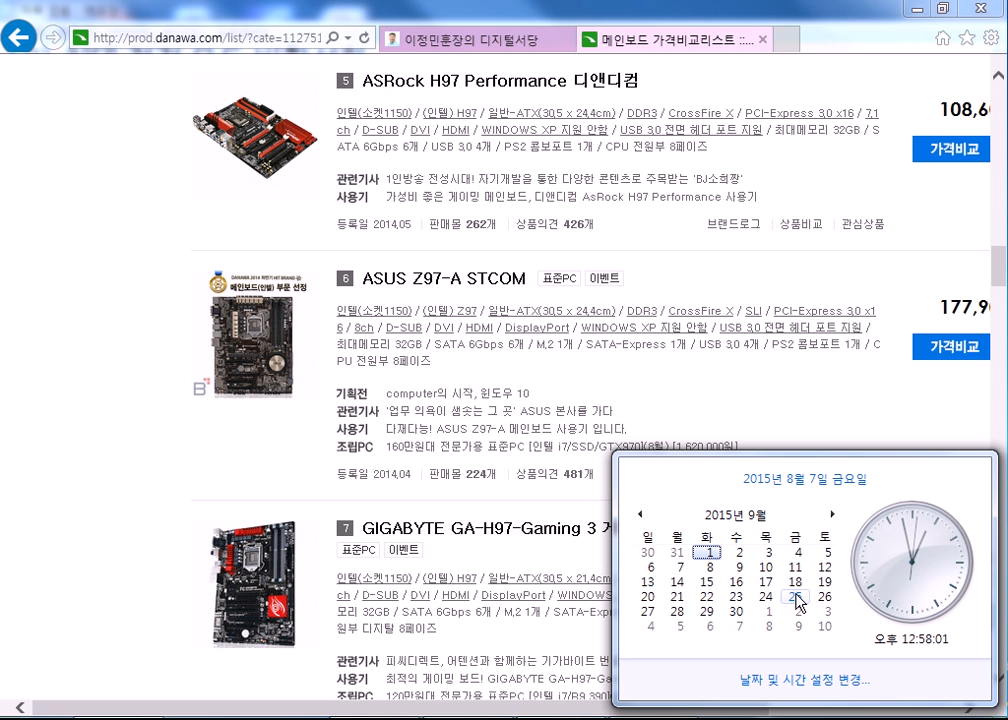 http://prod.danawa.com/list/?cate=112751
이정민훈장의 디지털서당
메인보드 가격비교리스트 ::...
5 ASRock H97 Performance 디앤디컴
인텔(소켓1150) / (인텔) H97 / 일반-ATX(30.5 x 24.4cm) / DDR3 / CrossFire X / PCI-Express 3.0 x16 / 7.1
ch / D-SUB / DVI / HDMI / WINDOWS XP 지원 안함 / USB 3.0 전면 헤더 포트 지원 / 최대메모리 32GB / S
ATA 6Gbps 6개 / USB 3.0 4개 / PS2 콤보포트 1개 / CPU 전원부 8페이즈
108,6
가격비교
관련기사 1인방송 전성시대! 자기개발을 통한 다양한 콘텐츠로 주목받는 'BJ소희짱'
사용기 가성비 좋은 게이밍 메인보드, 디앤디컴 AsRock H97 Performance 사용기
등록일 2014.05 판매몰 262개 상품의견 426개 브랜드로그 상품비교 관심상품
DANAWA 2014 하반기 HIT BRAND
메인보드(인텔) 부문 선정
6 ASUS Z97-A STCOM 표준PC 이벤트
인텔(소켓1150) / (인텔) Z97 / 일반-ATX(30.5 x 24.4cm) / DDR3 / CrossFire X / SLI / PCI-Express 3.0 x1
6 / 8ch / D-SUB / DVI / HDMI / DisplayPort / WINDOWS XP 지원 안함 / USB 3.0 전면 헤더 포트 지원 /
최대메모리 32GB / SATA 6Gbps 6개 / M.2 1개 / SATA-Express 1개 / USB 3.0 4개 / PS2 콤보포트 1개 / C
PU 전원부 8페이즈
177,9
가격비교
기획전 computer의 시작, 윈도우 10
관련기사 '업무 의욕이 샘솟는 그 곳' ASUS 본사를 가다
사용기 다재다능! ASUS Z97-A 메인보드 사용기 입니다.
조립PC 160만원대 전문가용 표준PC [인텔 i7/SSD/GTX970](8월) [1,620,000원]
등록일 2014.04 판매몰 224개 상품의견 481개
7 GIGABYTE GA-H97-Gaming 3
표준PC 이벤트
인텔(소켓1150) / (인텔) H97 / 일반-ATX(30.5 x 21.4cm
ch / D-SUB / DVI / HDMI / DisplayPort / WINDOWS
모리 32GB / SATA 6Gbps 6개 / M.2 1개 / SATA-Exp
원부 디지탈 8페이즈
관련기사 피씨디렉트, 어텐션과 함께하는 기가바이트
사용기 최적의 게이밍 보드! GIGABYTE GA-H97-Ga
조립PC 120만원대 전문가용 표준PC [인텔 i7/R9 390]
2015년 8월 7일 금요일
2015년 9월
일 월 화 수 목 금 토
30 31 1 2 3 4 5
6 7 8 9 10 11 12
13 14 15 16 17 18 19
20 21 22 23 24 25 26
27 28 29 30 1 2 3
4 5 6 7 8 9 10
오후 12:58:01
날짜 및 시간 설정 변경...